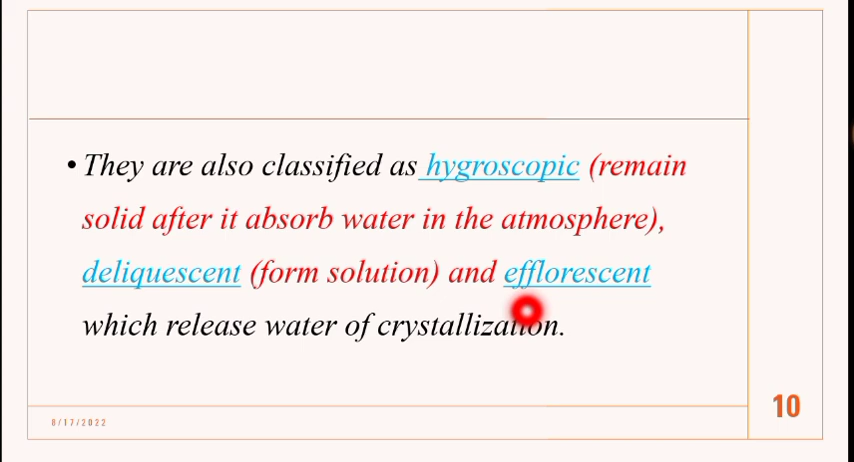 • They are also classified as hygroscopic (remain
solid after it absorb water in the atmosphere),
deliquescent (form solution) and efflorescent
which release water of crystallization.
10
8/17/2022